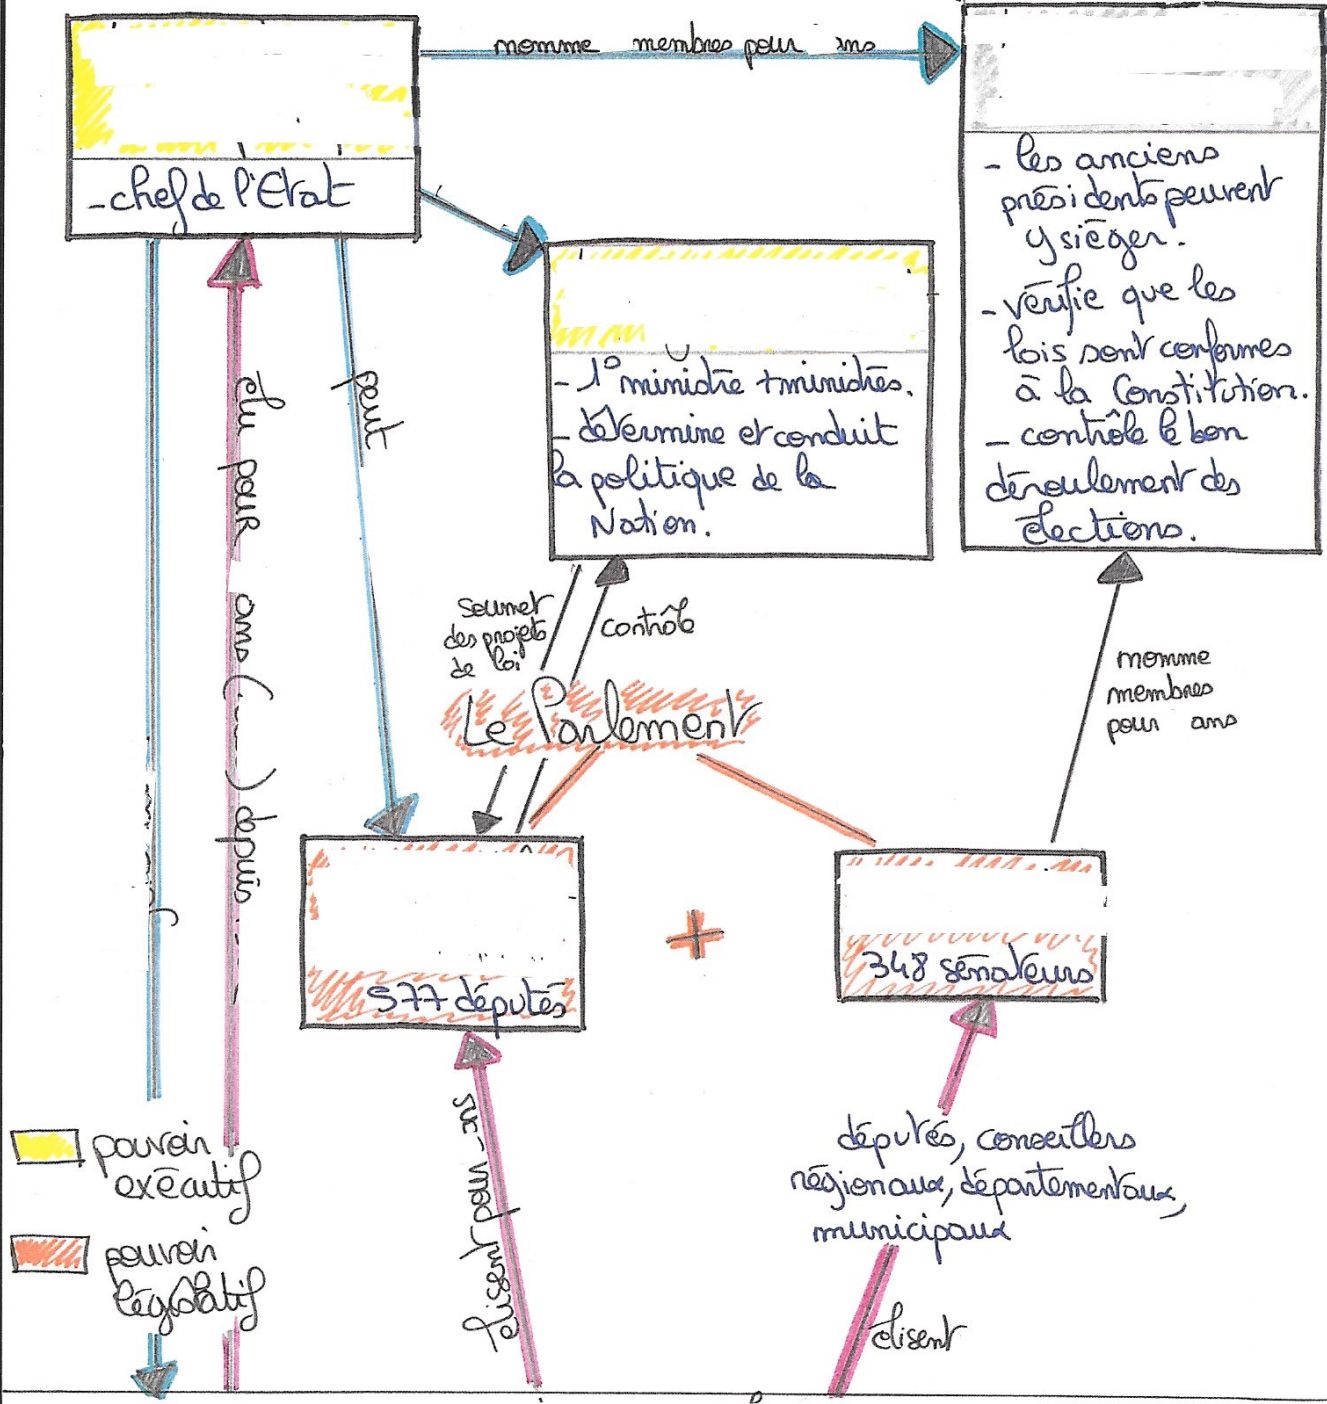 nomme membres pour ans
- chef de l'Etat
- les anciens
présidents peuvent
y siéger.
- vérifie que les
lois sont conformes
à la Constitution.
- contrôle le bon
déroulement des
élections.
- 1° ministre + ministres.
- détermine et conduit
la politique de la
Nation.
peut
élu pour ans ( ) depuis
soumet
des projets
de loi
contrôle
nomme
membres
pour ans
Le Parlement
577 députés
+
348 sénateurs
pouvoir
exécutif
pouvoir
législatif
élisent pour
députés, conseillers
régionaux, départementaux,
municipaux
élisent